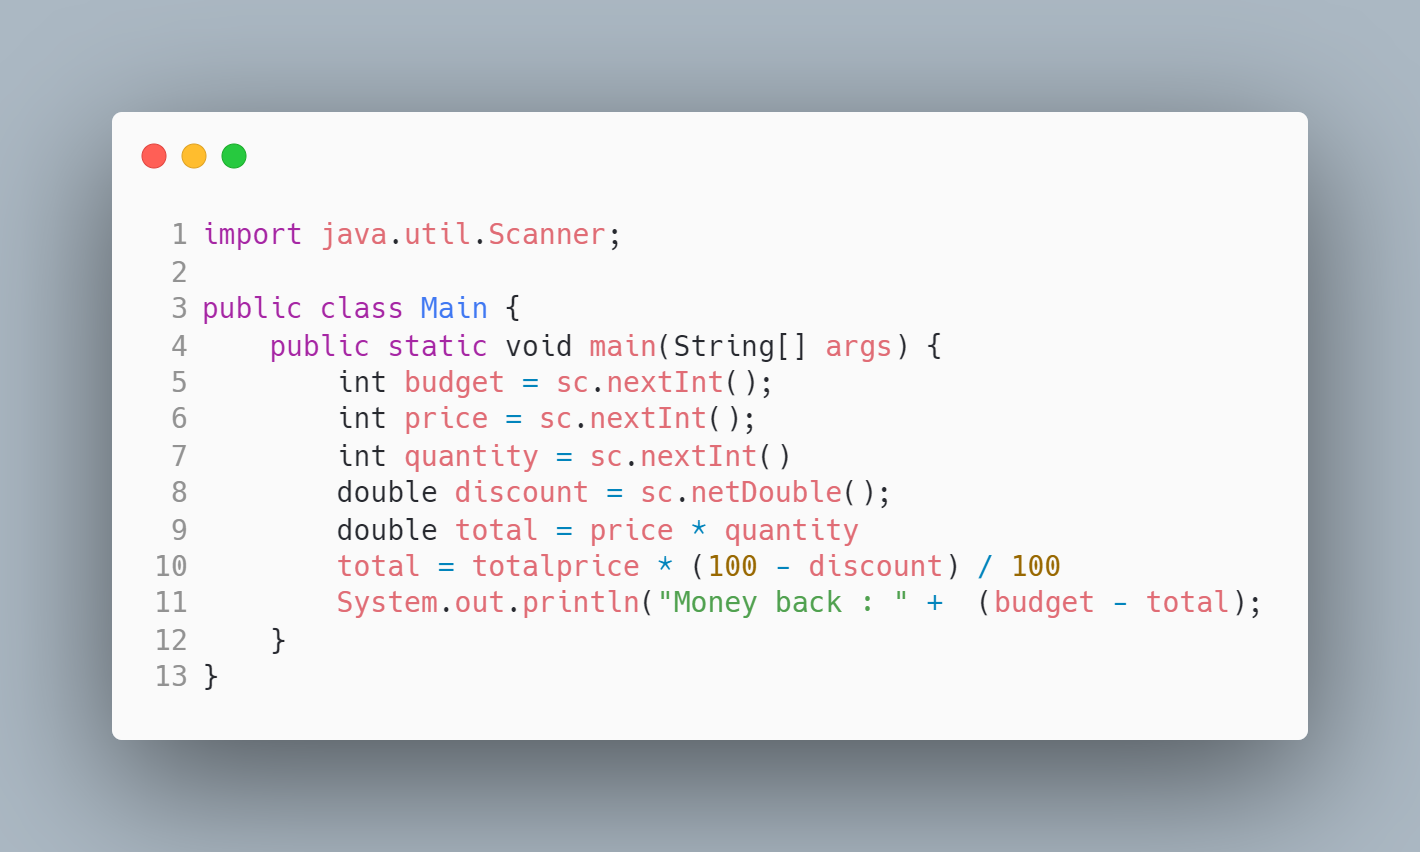 1 import java.util.Scanner;
2
3 public class Main {
4     public static void main(String[] args) {
5         int budget = sc.nextInt();
6         int price = sc.nextInt();
7         int quantity = sc.nextInt()
8         double discount = sc.netDouble();
9         double total = price * quantity
10         total = totalprice * (100 - discount) / 100
11         System.out.println("Money back : " +  (budget - total);
12     }
13 }